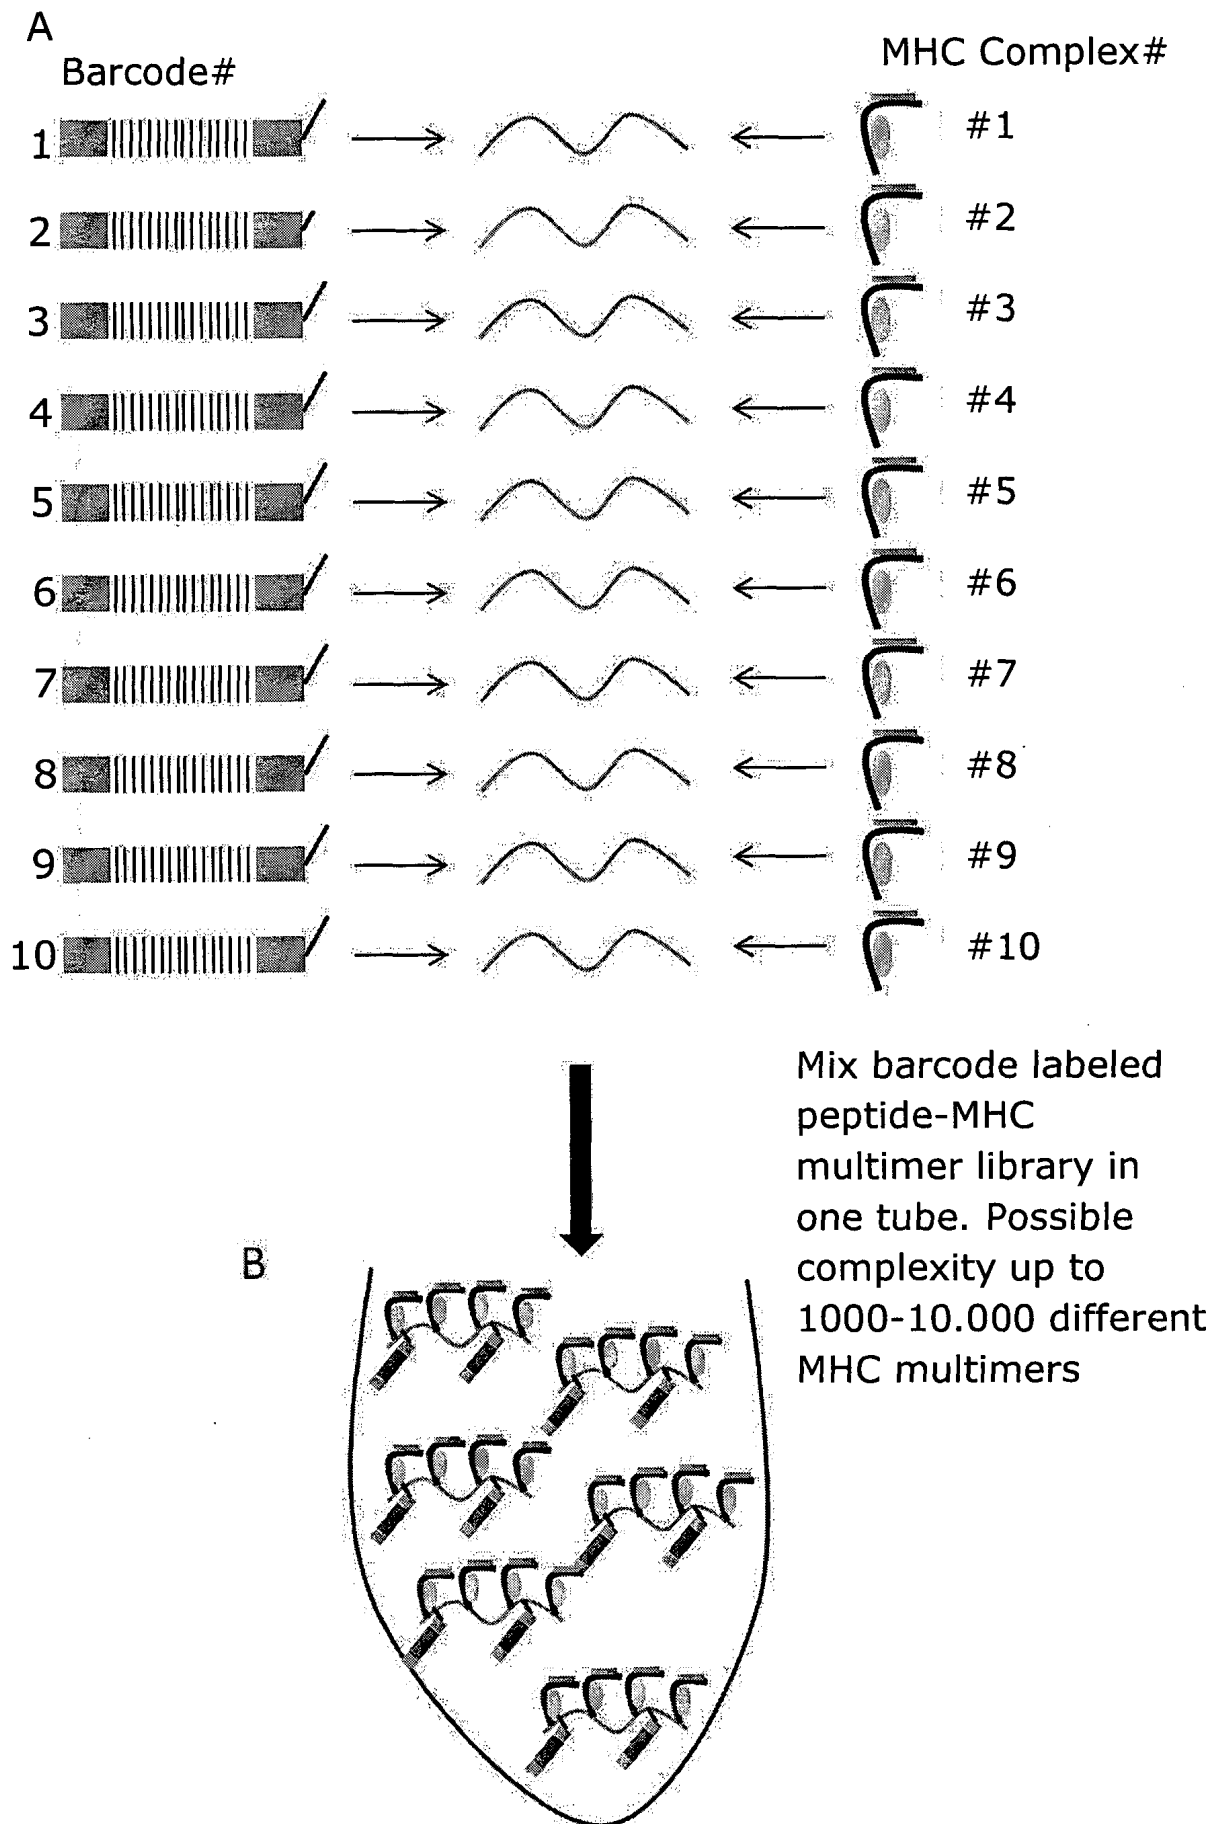 A
Barcode#
MHC Complex#
1
#1
2
#2
3
#3
4
#4
5
#5
6
#6
7
#7
8
#8
9
#9
10
#10
Mix barcode labeled
peptide-MHC
multimer library in
one tube. Possible
complexity up to
1000-10.000 different
MHC multimers
B